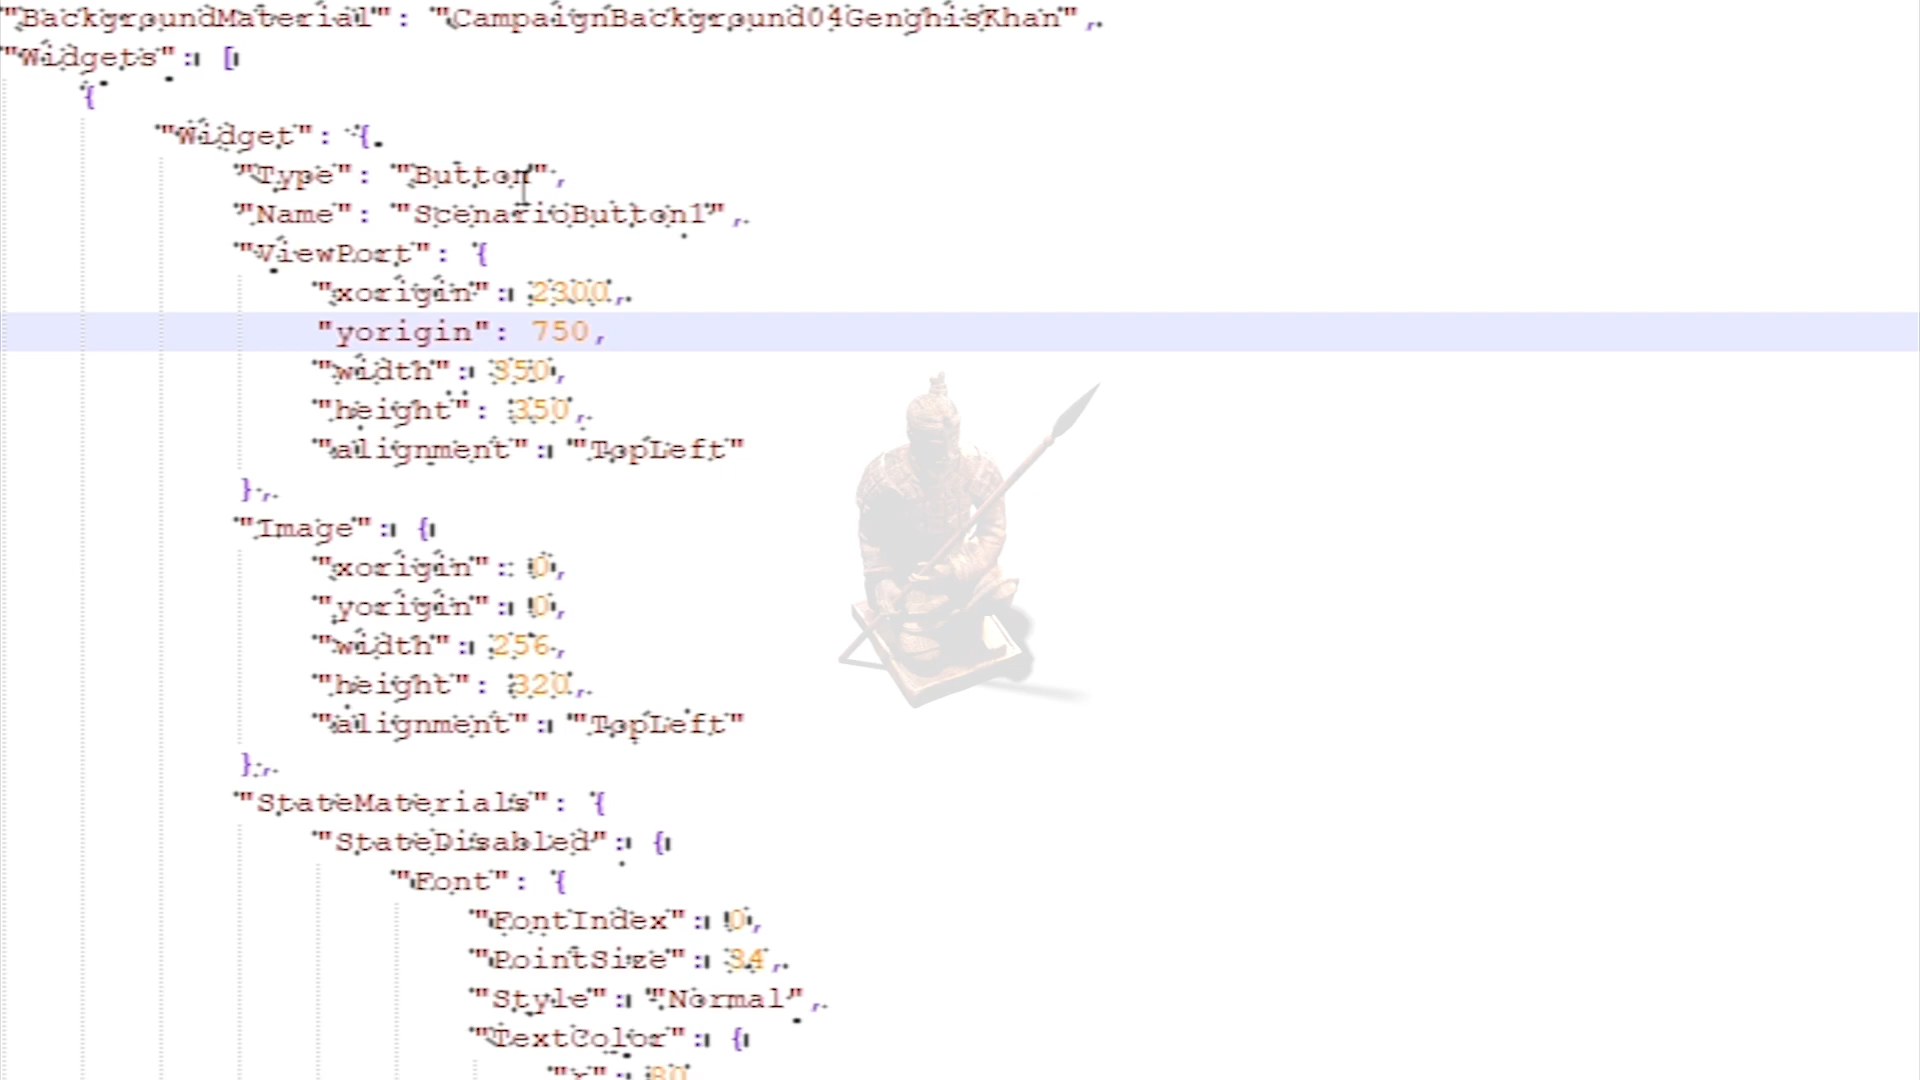 "BackgroundMaterial": "CampaignBackground04GenghisKhan",
"Widgets": [
{
"Widget": {
"Type": "Button",
"Name": "ScenarioButton1",
"ViewPort": {
"xorigin": 2300,
"yorigin": 750,
"width": 350,
"height": 350,
"alignment": "TopLeft"
},
"Image": {
"xorigin": 0,
"yorigin": 0,
"width": 256,
"height": 320,
"alignment": "TopLeft"
},
"StateMaterials": {
"StateDisabled": {
"Font": {
"FontIndex": 0,
"PointSize": 34,
"Style": "Normal",
"TextColor": {